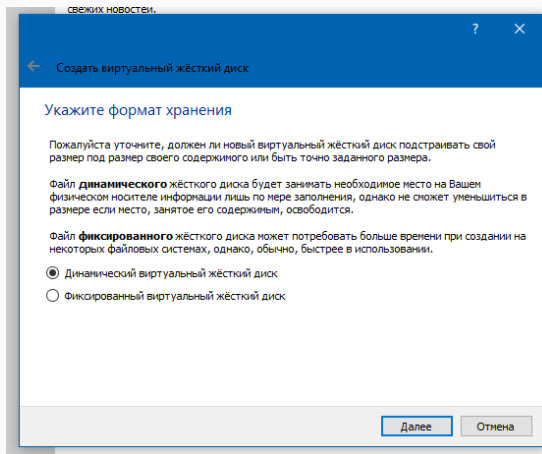 свежих новостей.
?
Создать виртуальный жёсткий диск
Укажите формат хранения
Пожалуйста уточните, должен ли новый виртуальный жёсткий диск подстраивать свой
размер под размер своего содержимого или быть точно заданного размера.
Файл динамического жёсткого диска будет занимать необходимое место на Вашем
физическом носителе информации лишь по мере заполнения, однако не сможет уменьшиться в
размере если место, занятое его содержимым, освободится.
Файл фиксированного жёсткого диска может потребовать больше времени при создании на
некоторых файловых системах, однако, обычно, быстрее в использовании.
Динамический виртуальный жёсткий диск
Фиксированный виртуальный жёсткий диск
Далее
Отмена